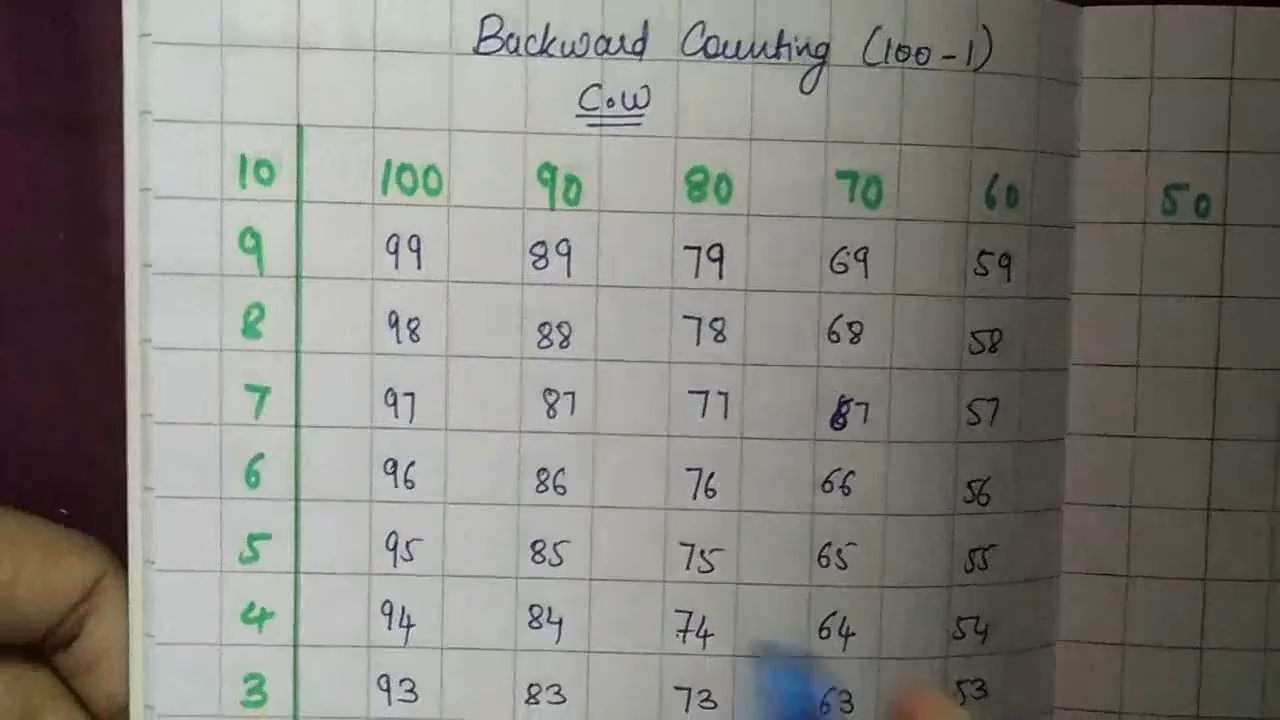 Backward Counting (100-1)
C.W
10 100 90 80 70 60 50
9 99 89 79 69 59
8 98 88 78 68 58
7 97 87 77 67 57
6 96 86 76 66 56
5 95 85 75 65 55
4 94 84 74 64 54
3 93 83 73 63 53